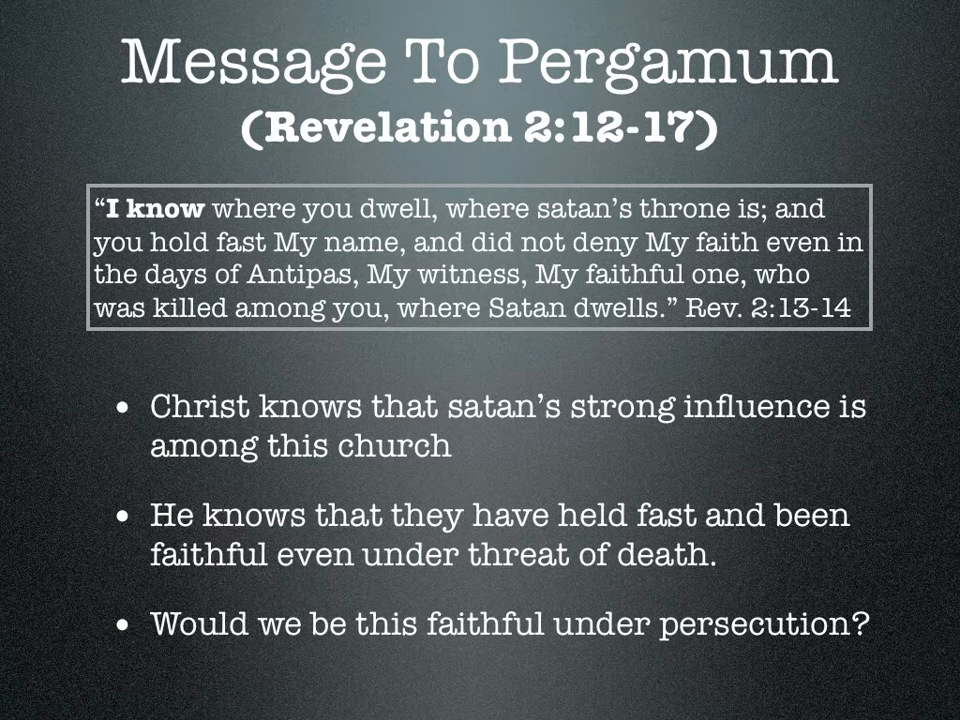 Message To Pergamum
(Revelation 2:12-17)
“I know where you dwell, where satan’s throne is; and
you hold fast My name, and did not deny My faith even in
the days of Antipas, My witness, My faithful one, who
was killed among you, where Satan dwells.” Rev. 2:13-14
• Christ knows that satan’s strong influence is
among this church
• He knows that they have held fast and been
faithful even under threat of death.
• Would we be this faithful under persecution?